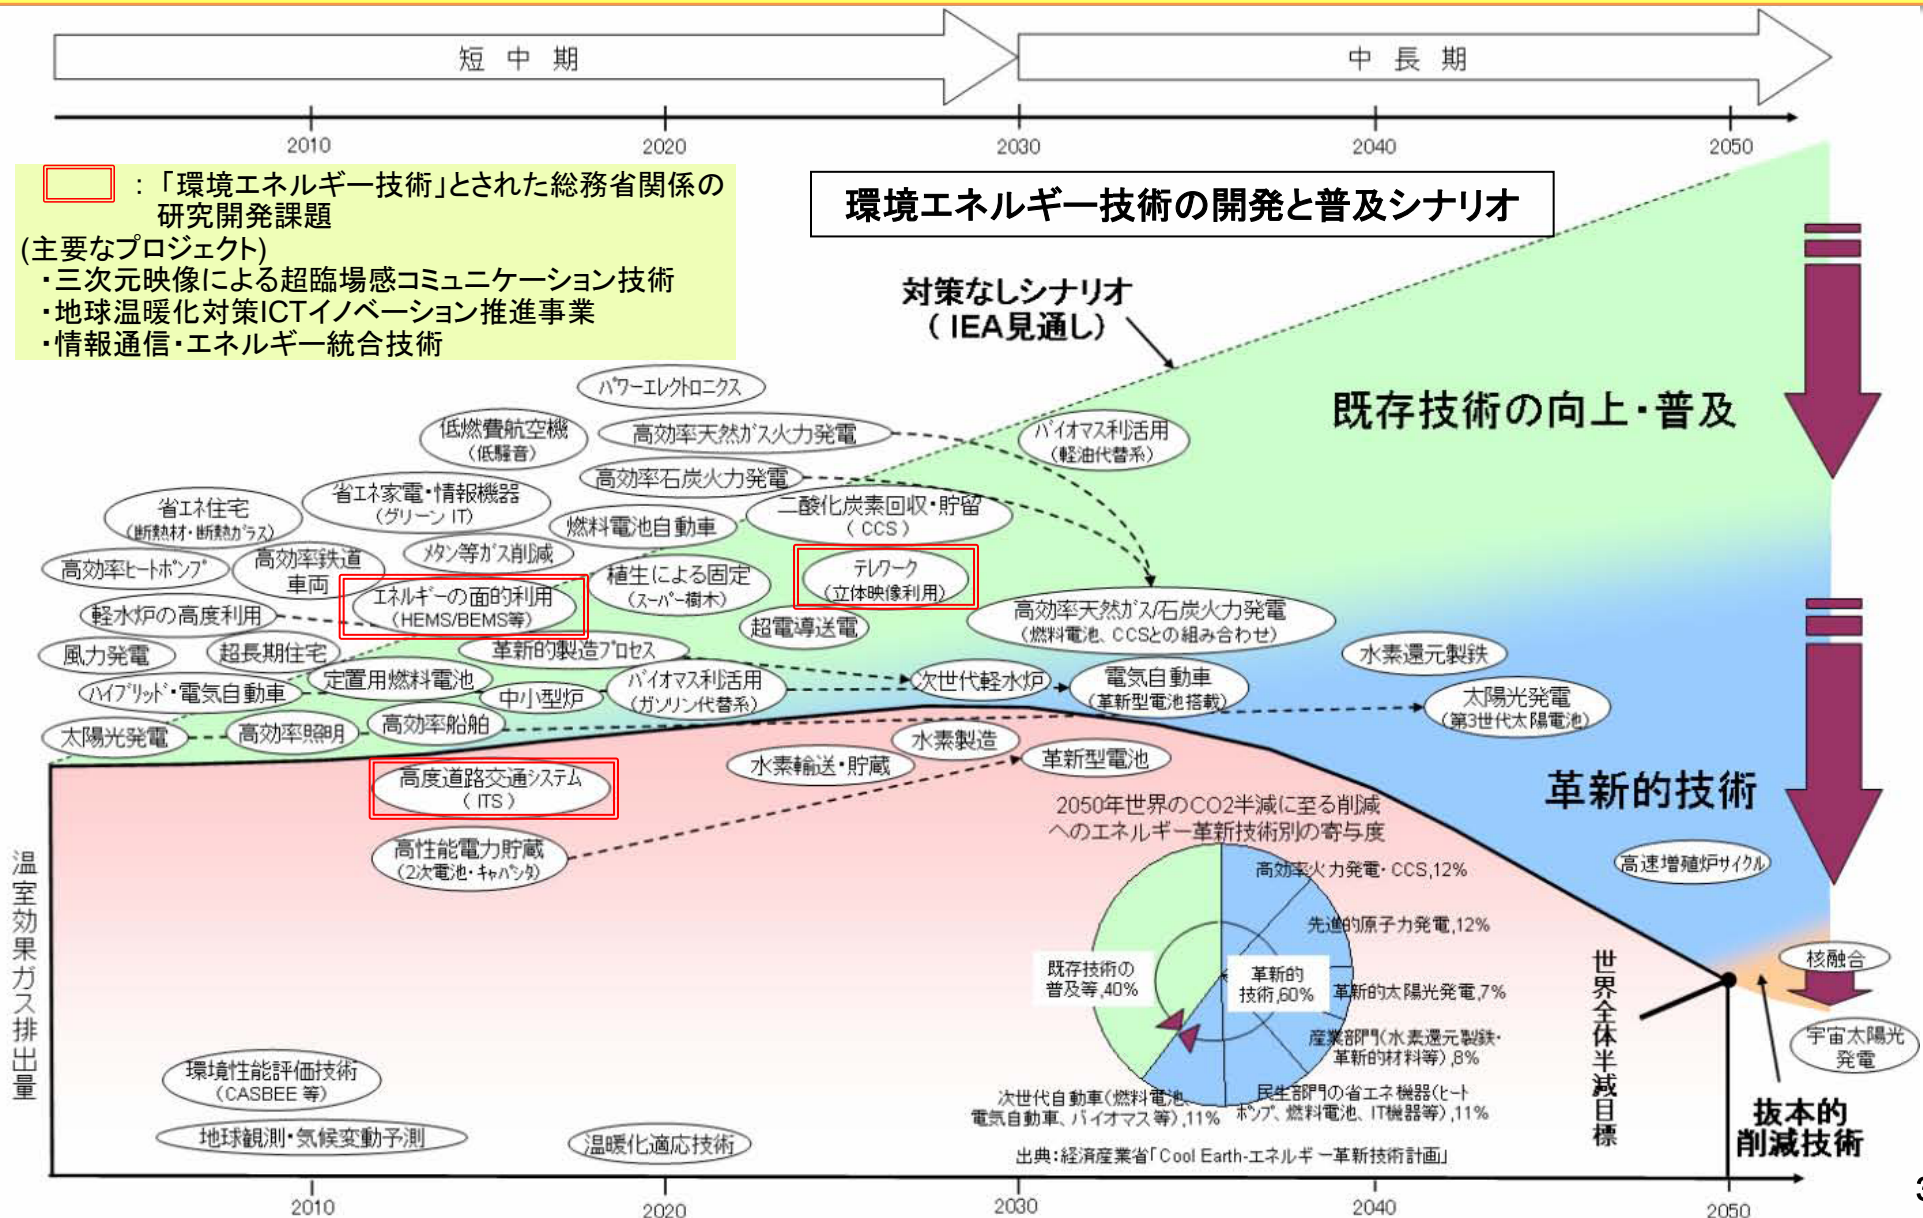 短中期
中長期
2010
2020
2030
2040
2050
：「環境エネルギー技術」とされた総務省関係の
研究開発課題
(主要なプロジェクト)
・三次元映像による超臨場感コミュニケーション技術
・地球温暖化対策ICTイノベーション推進事業
・情報通信・エネルギー統合技術
環境エネルギー技術の開発と普及シナリオ
対策なしシナリオ
（IEA見通し）
既存技術の向上・普及
パワーエレクトロニクス
低燃費航空機
(低騒音)
高効率天然ガス火力発電
バイオマス利活用
(軽油代替系)
高効率石炭火力発電
省エネ住宅
(断熱材・断熱ガラス)
省エネ家電・情報機器
(グリーン IT)
燃料電池自動車
二酸化炭素回収・貯留
（CCS）
高効率ヒートポンプ
高効率鉄道
車両
メタン等ガス削減
植生による固定
(スーパー樹木)
テレワーク
(立体映像利用)
エネルギーの面的利用
(HEMS/BEMS等)
軽水炉の高度利用
高効率天然ガス/石炭火力発電
(燃料電池、CCSとの組み合わせ)
超電導送電
風力発電
超長期住宅
革新的製造プロセス
水素還元製鉄
ハイブリッド・電気自動車
定置用燃料電池
中小型炉
バイオマス利活用
(ガソリン代替系)
次世代軽水炉
電気自動車
(革新型電池搭載)
太陽光発電
(第3世代太陽電池)
太陽光発電
高効率照明
高効率船舶
水素製造
水素輸送・貯蔵
革新型電池
高度道路交通システム
（ITS）
革新的技術
高性能電力貯蔵
(2次電池・キャパシタ)
2050年世界のCO2半減に至る削減
へのエネルギー革新技術別の寄与度
高効率火力発電・CCS,12%
先進的原子力発電,12%
革新的太陽光発電,7%
産業部門(水素還元製鉄・
革新的材料等),8%
民生部門の省エネ機器(ヒート
ポンプ、燃料電池、IT機器等),11%
次世代自動車(燃料電池、
電気自動車、バイオマス等),11%
既存技術の
普及等,40%
革新的
技術,60%
出典：経済産業省「Cool Earth-エネルギー革新技術計画」
高速増殖炉サイクル
核融合
宇宙太陽光
発電
世界全体半減目標
抜本的
削減技術
温室効果ガス排出量
環境性能評価技術
(CASBEE 等)
地球観測・気候変動予測
温暖化適応技術
2010
2020
2030
2040
2050
3